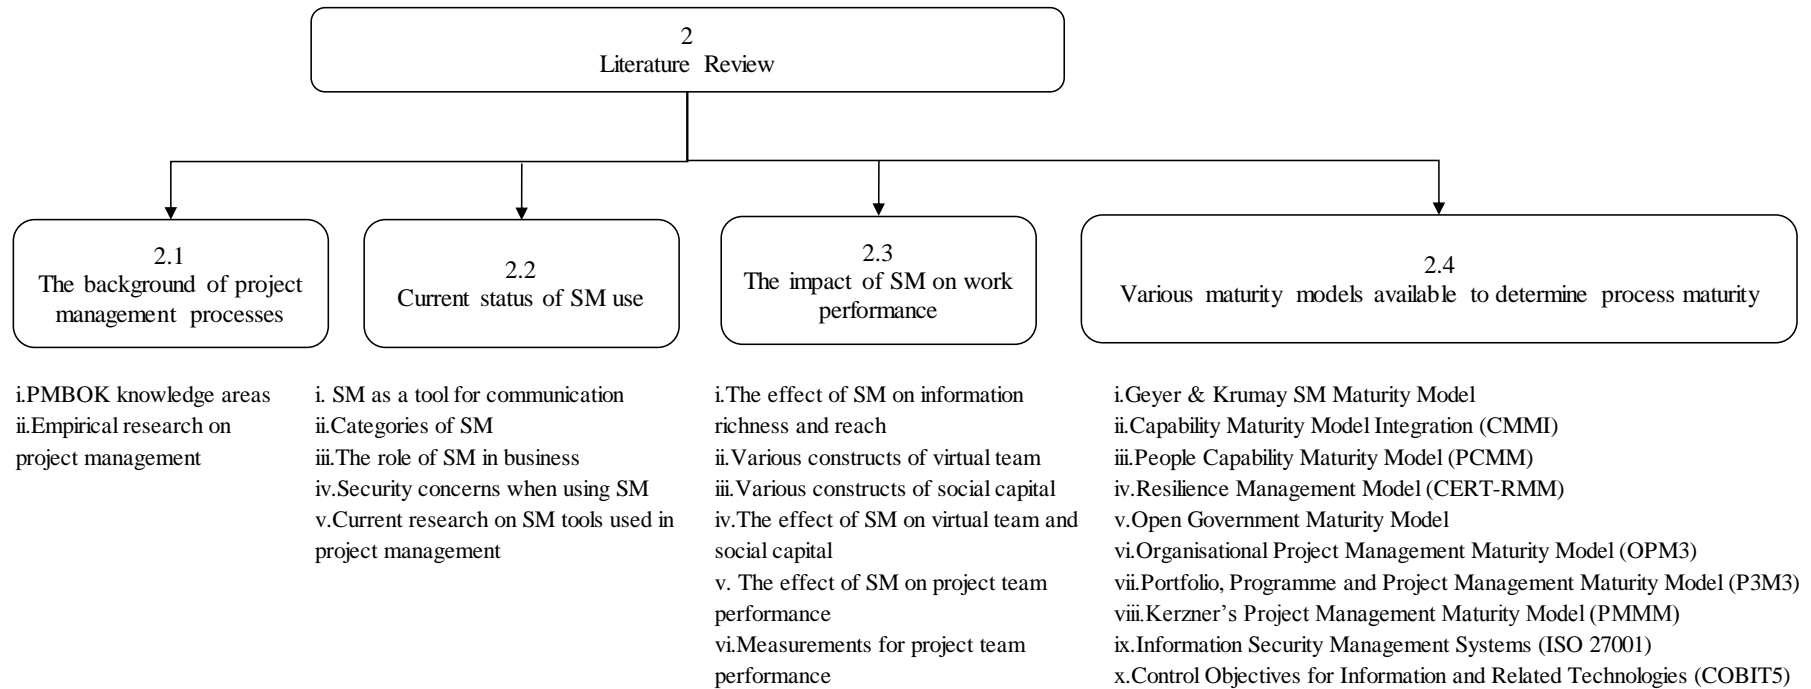 2
Literature Review
2.1
The background of project
management processes
2.2
Current status of SM use
2.3
The impact of SM on work
performance
2.4
Various maturity models available to determine process maturity
i.PMBOK knowledge areas
ii.Empirical research on
project management
i. SM as a tool for communication
ii.Categories of SM
iii.The role of SM in business
iv.Security concerns when using SM
v.Current research on SM tools used in
project management
i.The effect of SM on information
richness and reach
ii.Various constructs of virtual team
iii.Various constructs of social capital
iv.The effect of SM on virtual team and
social capital
v. The effect of SM on project team
performance
vi.Measurements for project team
performance
i.Geyer & Krumay SM Maturity Model
ii.Capability Maturity Model Integration (CMMI)
iii.People Capability Maturity Model (PCMM)
iv.Resilience Management Model (CERT-RMM)
v.Open Government Maturity Model
vi.Organisational Project Management Maturity Model (OPM3)
vii.Portfolio, Programme and Project Management Maturity Model (P3M3)
viii.Kerzner’s Project Management Maturity Model (PMMM)
ix.Information Security Management Systems (ISO 27001)
x.Control Objectives for Information and Related Technologies (COBIT5)